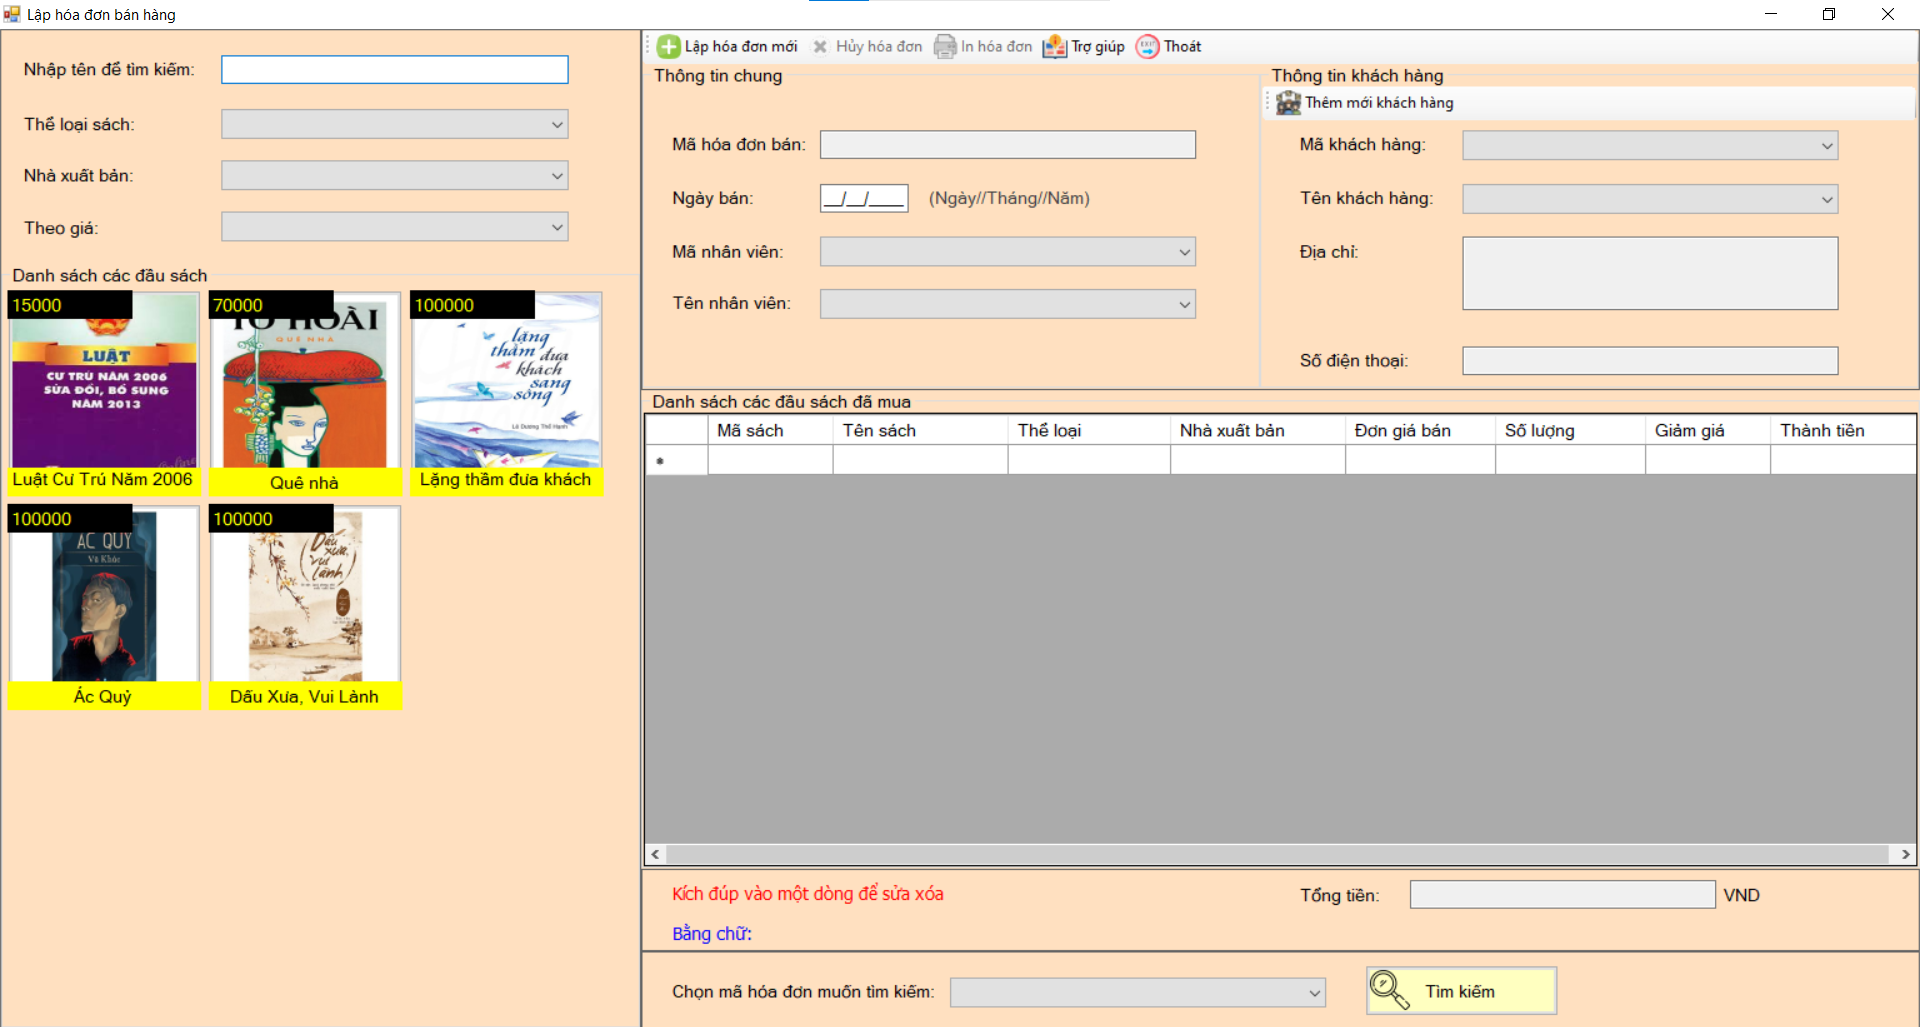 Lập hóa đơn bán hàng
Nhập tên để tìm kiếm:
Thể loại sách:
Nhà xuất bản:
Theo giá:
Danh sách các đầu sách
15000
LUẬT
CƯ TRÚ NĂM 2006
SỬA ĐỔI, BỔ SUNG
NĂM 2013
Luật Cư Trú Năm 2006
70000
TÔ HOÀI
QUÊ NHÀ
Quê nhà
100000
lặng
thầm đưa
khách
sang
sông
Lê Dương Thể Hạnh
Lặng thầm đưa khách
100000
ÁC QUỶ
Vũ Khúc
Ác Quỷ
100000
Dấu
xưa,
vui
lành
Dấu Xưa, Vui Lành
Lập hóa đơn mới
Hủy hóa đơn
In hóa đơn
Trợ giúp
Thoát
Thông tin chung
Mã hóa đơn bán:
Ngày bán: __/__/____ (Ngày//Tháng//Năm)
Mã nhân viên:
Tên nhân viên:
Thông tin khách hàng
Thêm mới khách hàng
Mã khách hàng:
Tên khách hàng:
Địa chỉ:
Số điện thoại:
Danh sách các đầu sách đã mua
Mã sách Tên sách Thể loại Nhà xuất bản Đơn giá bán Số lượng Giảm giá Thành tiền
Kích đúp vào một dòng để sửa xóa
Tổng tiền: VND
Bằng chữ:
Chọn mã hóa đơn muốn tìm kiếm:
Tìm kiếm